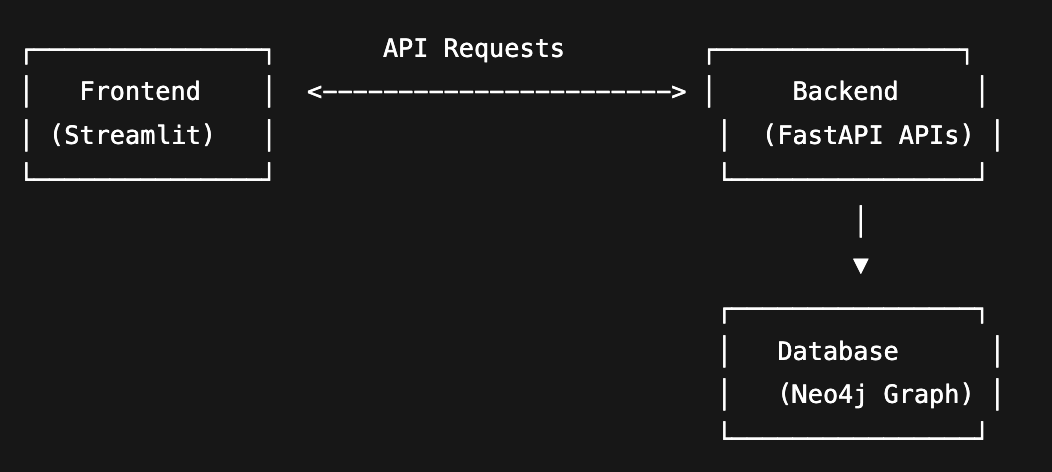 API Requests
Frontend <----------------------> Backend
(Streamlit) (FastAPI APIs)
Database
(Neo4j Graph)